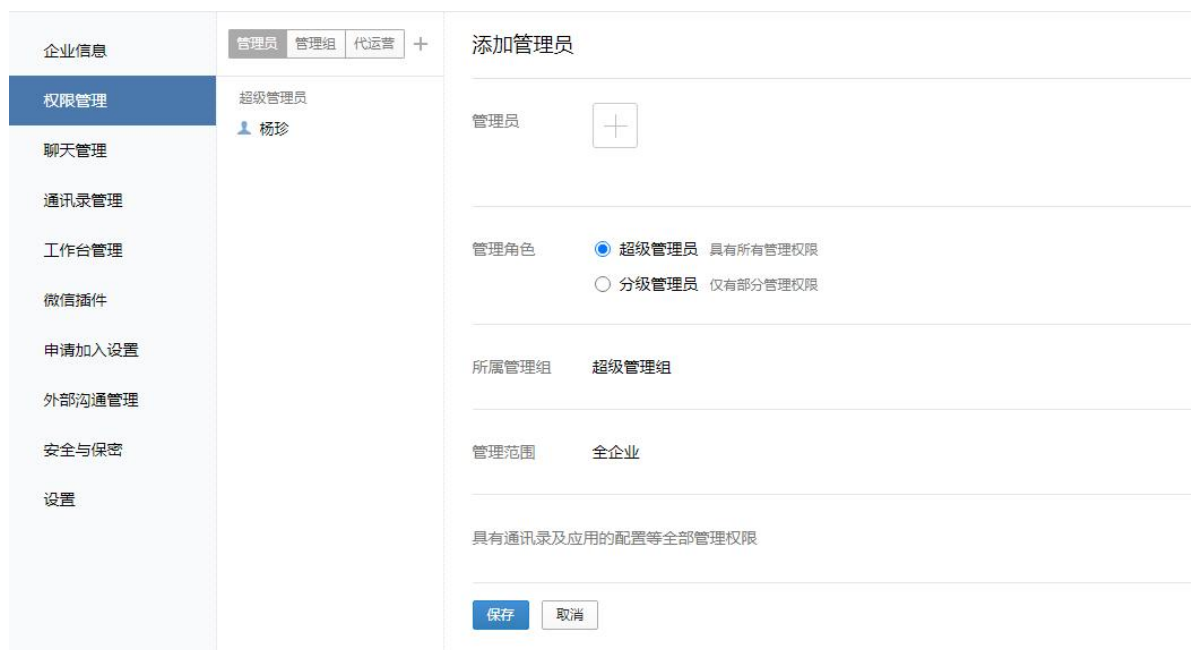 企业信息
权限管理
聊天管理
通讯录管理
工作台管理
微信插件
申请加入设置
外部沟通管理
安全与保密
设置
管理员 管理组 代运营
超级管理员
杨珍
添加管理员
管理员
管理角色 超级管理员 具有所有管理权限
分级管理员 仅有部分管理权限
所属管理组 超级管理组
管理范围 全企业
具有通讯录及应用的配置等全部管理权限
保存 取消